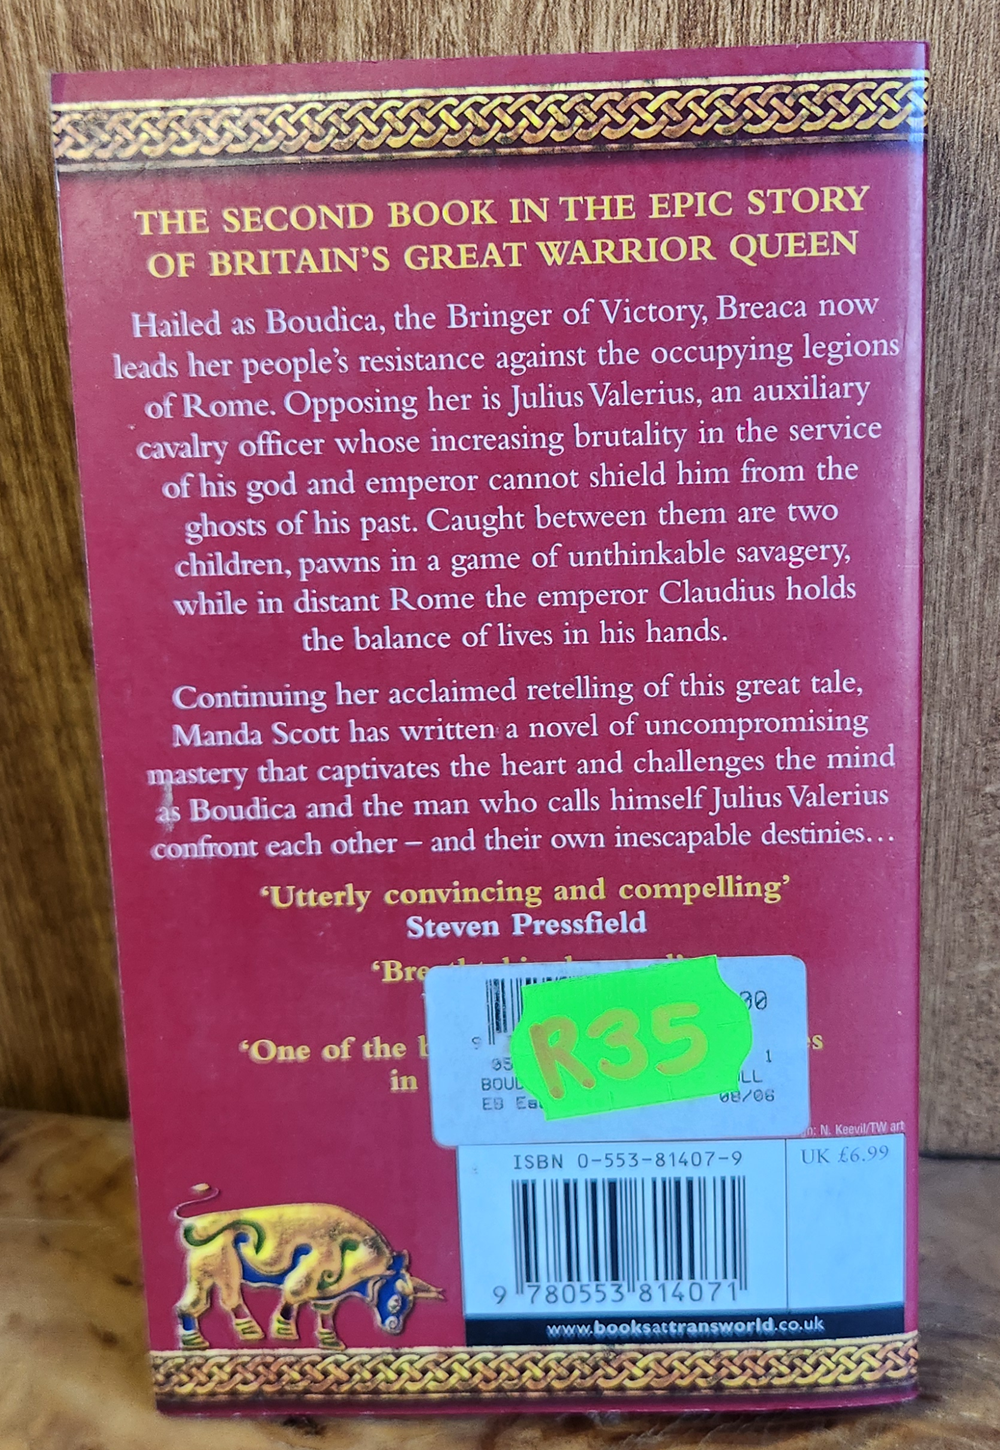 THE SECOND BOOK IN THE EPIC STORY
OF BRITAIN'S GREAT WARRIOR QUEEN
Hailed as Boudica, the Bringer of Victory, Breaca now
leads her people's resistance against the occupying legions
of Rome. Opposing her is Julius Valerius, an auxiliary
cavalry officer whose increasing brutality in the service
of his god and emperor cannot shield him from the
ghosts of his past. Caught between them are two
children, pawns in a game of unthinkable savagery,
while in distant Rome the emperor Claudius holds
the balance of lives in his hands.
Continuing her acclaimed retelling of this great tale,
Manda Scott has written a novel of uncompromising
mastery that captivates the heart and challenges the mind
as Boudica and the man who calls himself Julius Valerius
confront each other – and their own inescapable destinies...
'Utterly convincing and compelling'
Steven Pressfield
'One of the
in
R35
1
08/06
N. Keevil/TW art
ISBN 0-553-81407-9
UK £6.99
9 780553 814071
www.booksattransworld.co.uk